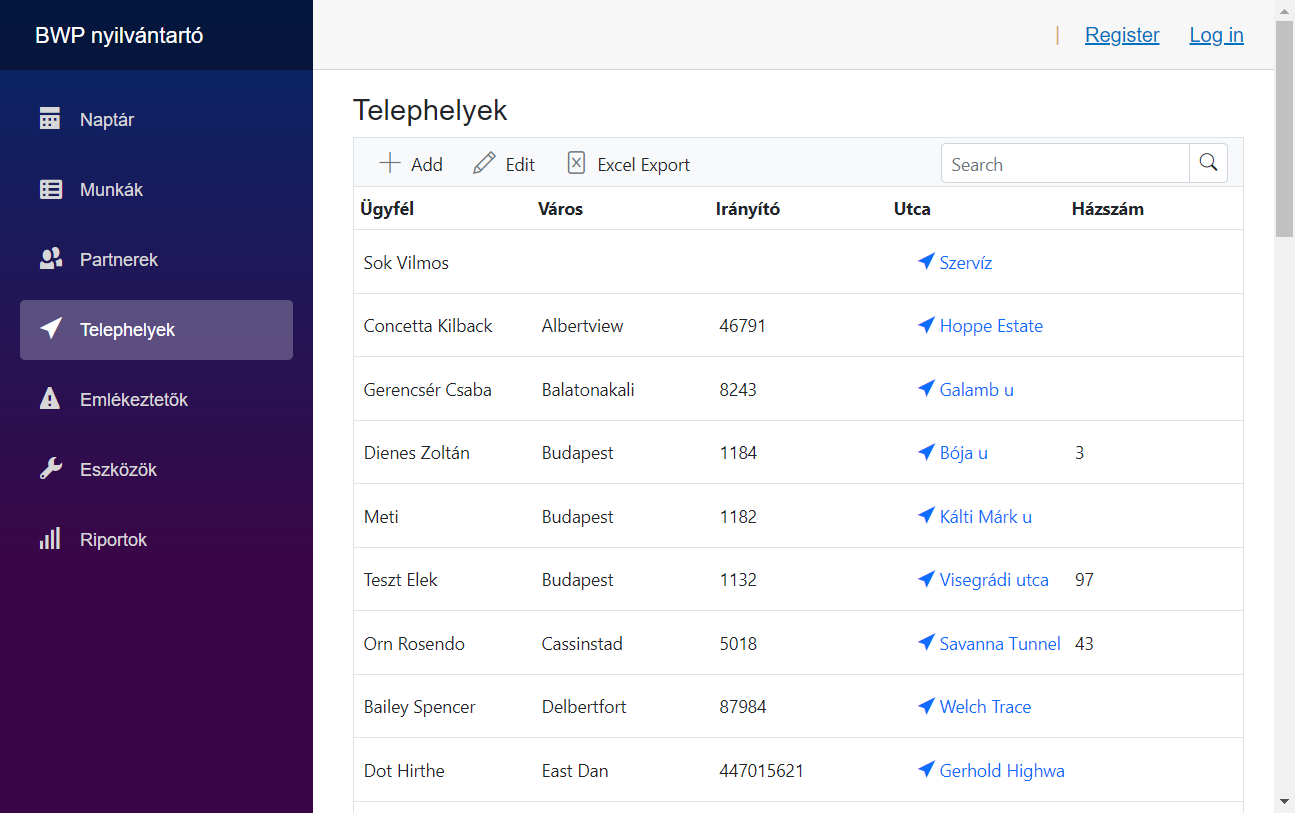 BWP nyilvántartó
| Register Log in
Naptár
Munkák
Partnerek
Telephelyek
Emlékeztetők
Eszközök
Riportok
Telephelyek
Add Edit Excel Export Search
Ügyfél Város Irányító Utca Házszám
Sok Vilmos Szervíz
Concetta Kilback Albertview 46791 Hoppe Estate
Gerencsér Csaba Balatonakali 8243 Galamb u
Dienes Zoltán Budapest 1184 Bója u 3
Meti Budapest 1182 Kálti Márk u
Teszt Elek Budapest 1132 Visegrádi utca 97
Orn Rosendo Cassinstad 5018 Savanna Tunnel 43
Bailey Spencer Delbertfort 87984 Welch Trace
Dot Hirthe East Dan 447015621 Gerhold Highwa